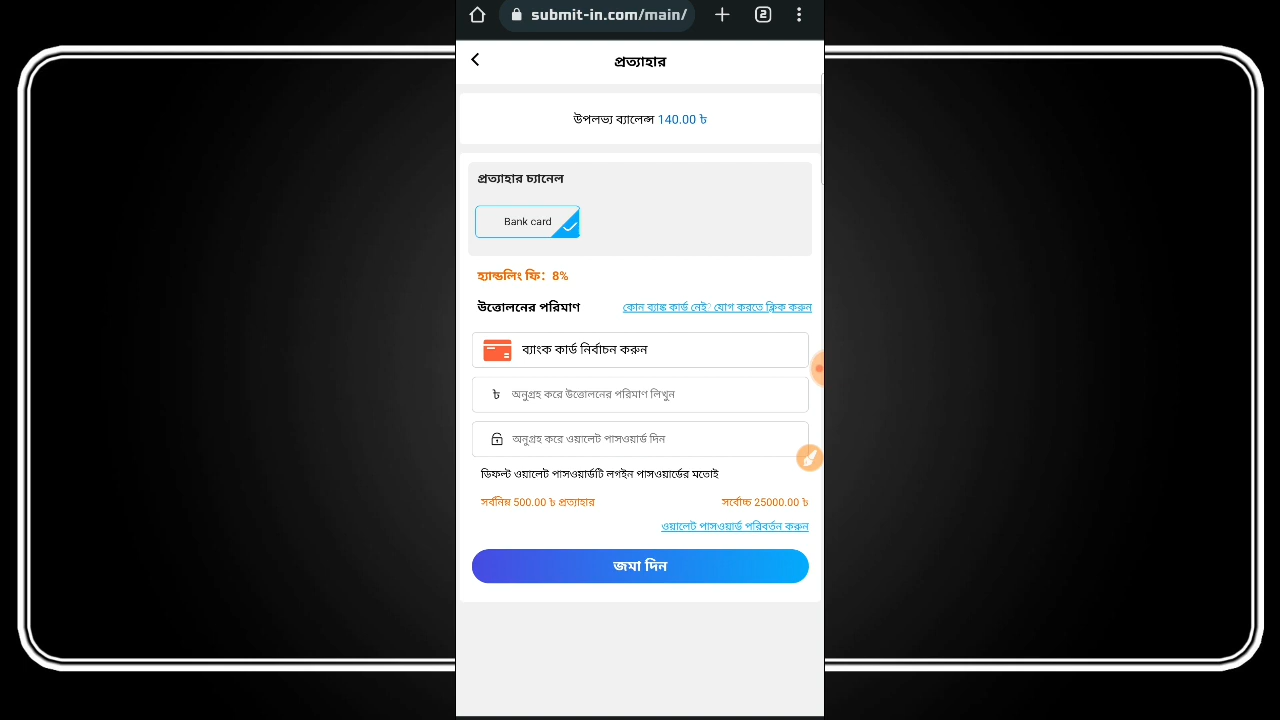 submit-in.com/main/
2
প্রত্যাহার
উপলভ্য ব্যালেন্স 140.00 ৳
প্রত্যাহার চ্যানেল
Bank card
হ্যান্ডলিং ফি: 8%
উত্তোলনের পরিমাণ কোন ব্যাঙ্ক কার্ড নেই? যোগ করতে ক্লিক করুন
ব্যাংক কার্ড নির্বাচন করুন
৳ অনুগ্রহ করে উত্তোলনের পরিমাণ লিখুন
অনুগ্রহ করে ওয়ালেট পাসওয়ার্ড দিন
ডিফল্ট ওয়ালেট পাসওয়ার্ডটি লগইন পাসওয়ার্ডের মতোই
সর্বনিম্ন 500.00 ৳ প্রত্যাহার সর্বোচ্চ 25000.00 ৳
ওয়ালেট পাসওয়ার্ড পরিবর্তন করুন
জমা দিন